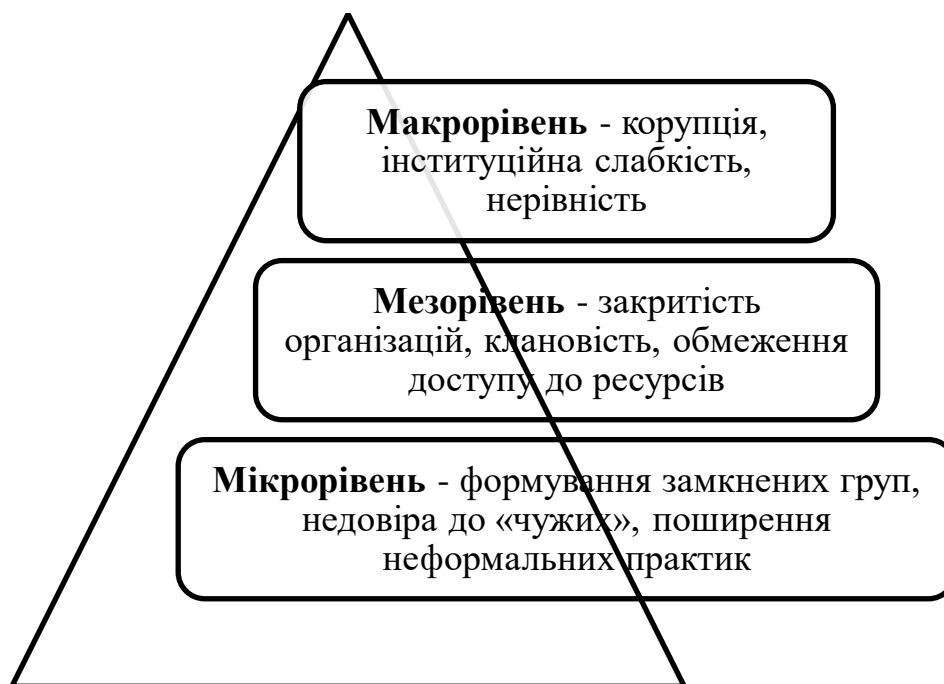 Макрорівень - корупція,
інституційна слабкість,
нерівність
Мезорівень - закритість
організацій, клановість, обмеження
доступу до ресурсів
Мікрорівень - формування замкнених груп,
недовіра до «чужих», поширення
неформальних практик